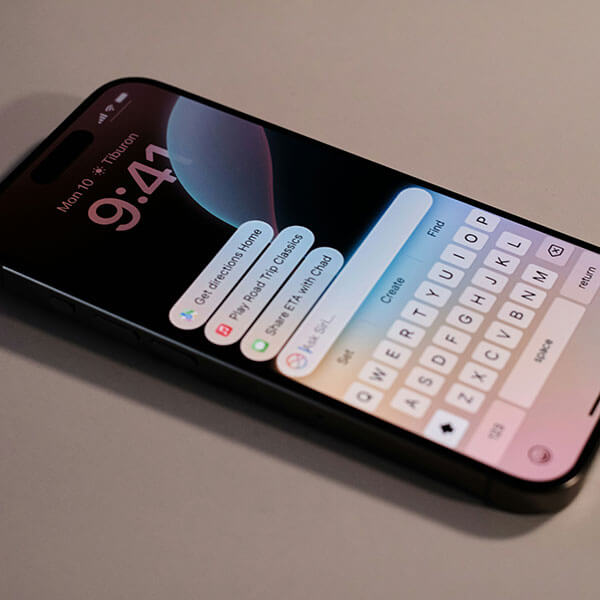 Mon 10 Tiburon
9:41
Get directions Home
Play Road Trip Classics
Share ETA with Chad
Ask Siri...
Set Create Find
Q W E R T Y U I O P
A S D F G H J K L
Z X C V B N M
123 space return